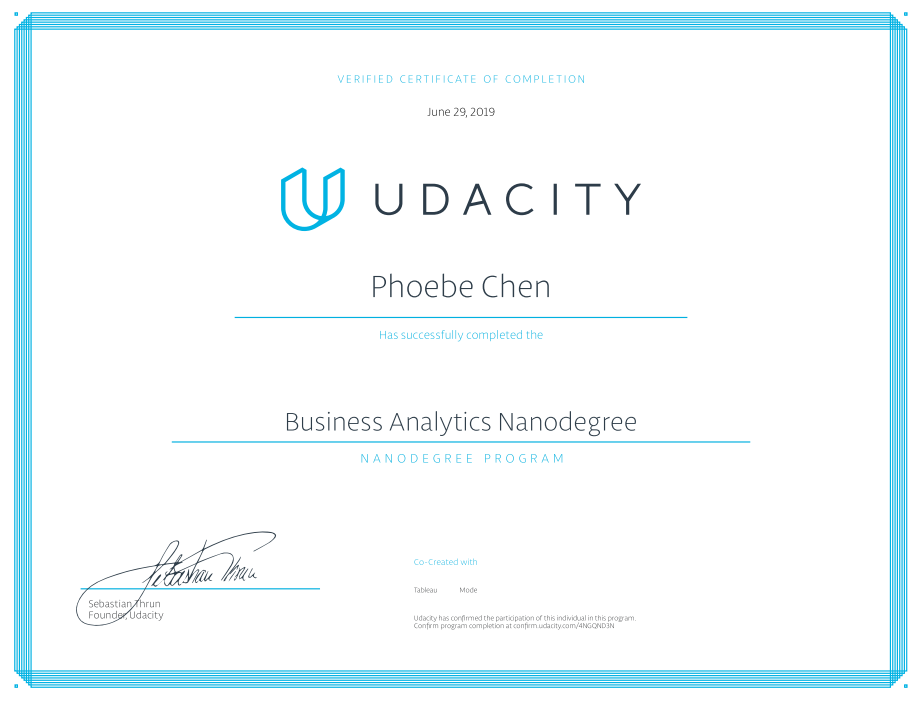 VERIFIED CERTIFICATE OF COMPLETION
June 29, 2019
UDACITY
Phoebe Chen
Has successfully completed the
Business Analytics Nanodegree
NANODEGREE PROGRAM
Sebastian Thrun
Sebastian Thrun
Founder, Udacity
Co-Created with
Tableau Mode
Udacity has confirmed the participation of this individual in this program.
Confirm program completion at confirm.udacity.com/4NGQND3N